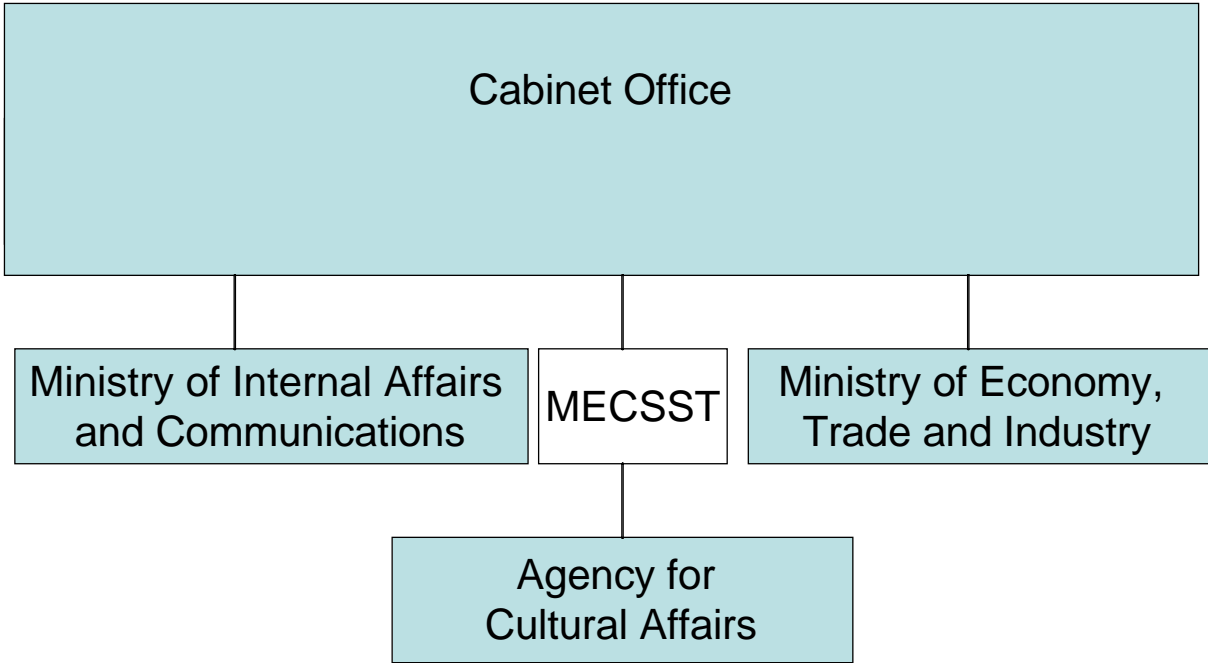 Cabinet Office
Ministry of Internal Affairs
and Communications
MECSST
Ministry of Economy,
Trade and Industry
Agency for
Cultural Affairs